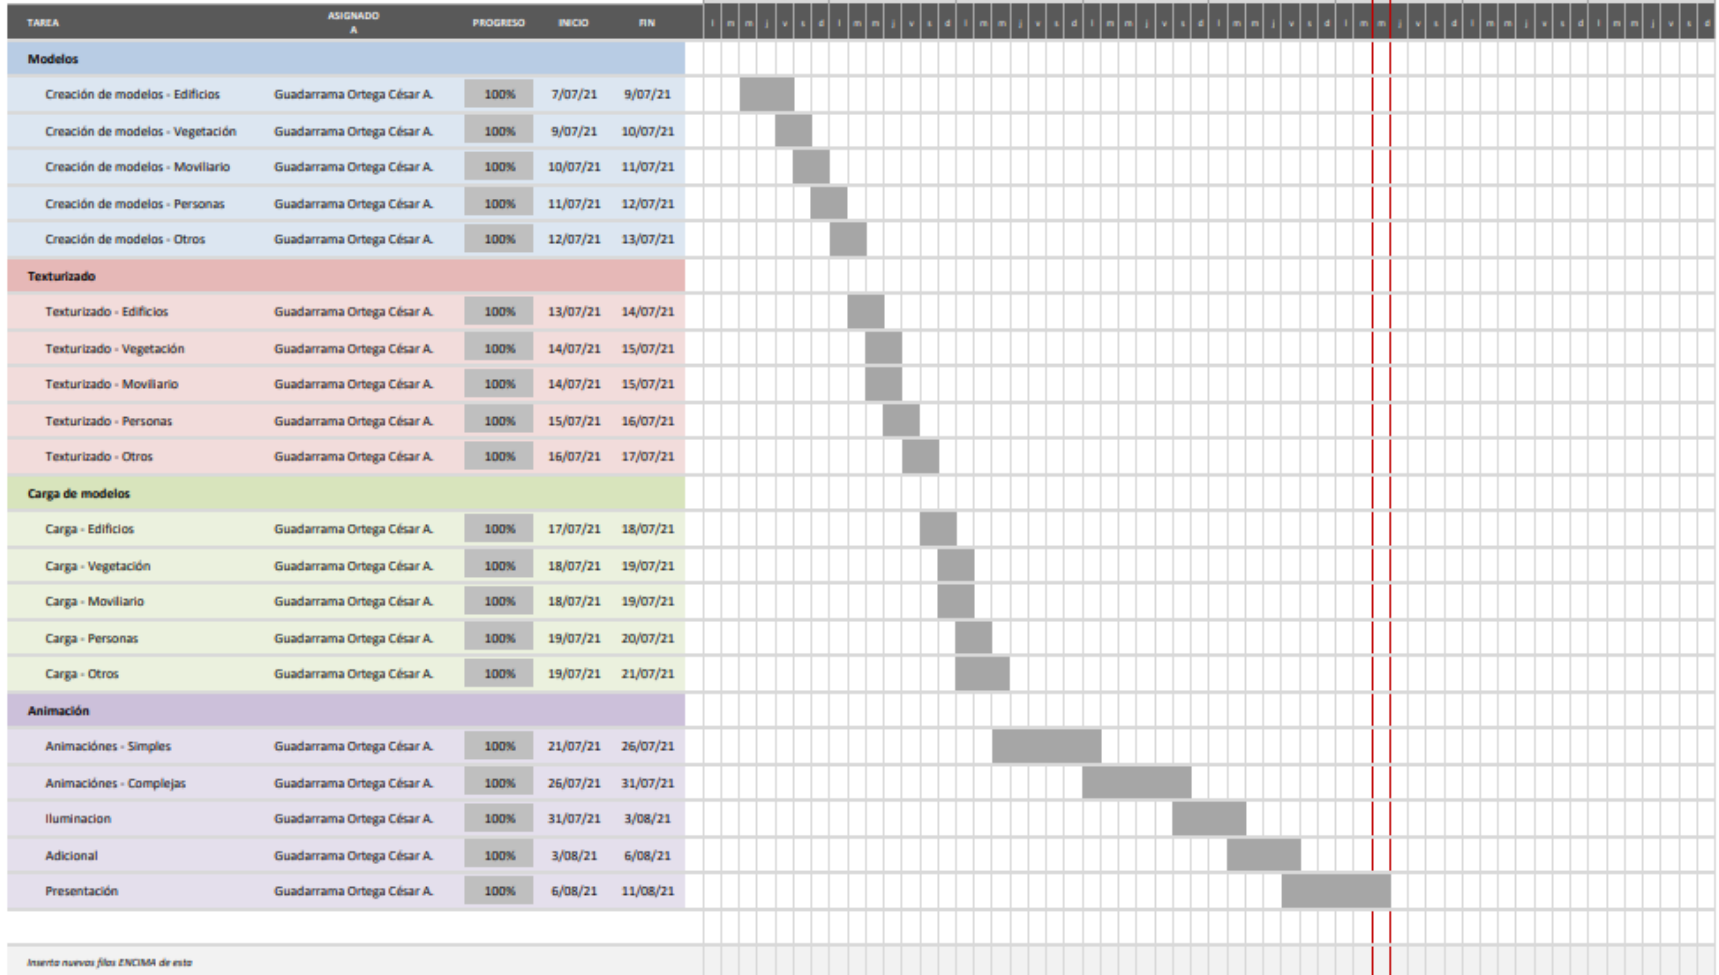 TAREA ASIGNADO A PROGRESO INICIO FIN l m m j v s d l m m j v s d l m m j v s d l m m j v s d l m m j v s d l m m j v s d l m m j v s d l m m j v s d
Modelos
Creación de modelos - Edificios Guadarrama Ortega César A. 100% 7/07/21 9/07/21
Creación de modelos - Vegetación Guadarrama Ortega César A. 100% 9/07/21 10/07/21
Creación de modelos - Moviliario Guadarrama Ortega César A. 100% 10/07/21 11/07/21
Creación de modelos - Personas Guadarrama Ortega César A. 100% 11/07/21 12/07/21
Creación de modelos - Otros Guadarrama Ortega César A. 100% 12/07/21 13/07/21
Texturizado
Texturizado - Edificios Guadarrama Ortega César A. 100% 13/07/21 14/07/21
Texturizado - Vegetación Guadarrama Ortega César A. 100% 14/07/21 15/07/21
Texturizado - Moviliario Guadarrama Ortega César A. 100% 14/07/21 15/07/21
Texturizado - Personas Guadarrama Ortega César A. 100% 15/07/21 16/07/21
Texturizado - Otros Guadarrama Ortega César A. 100% 16/07/21 17/07/21
Carga de modelos
Carga - Edificios Guadarrama Ortega César A. 100% 17/07/21 18/07/21
Carga - Vegetación Guadarrama Ortega César A. 100% 18/07/21 19/07/21
Carga - Moviliario Guadarrama Ortega César A. 100% 18/07/21 19/07/21
Carga - Personas Guadarrama Ortega César A. 100% 19/07/21 20/07/21
Carga - Otros Guadarrama Ortega César A. 100% 19/07/21 21/07/21
Animación
Animaciónes - Simples Guadarrama Ortega César A. 100% 21/07/21 26/07/21
Animaciónes - Complejas Guadarrama Ortega César A. 100% 26/07/21 31/07/21
Iluminacion Guadarrama Ortega César A. 100% 31/07/21 3/08/21
Adicional Guadarrama Ortega César A. 100% 3/08/21 6/08/21
Presentación Guadarrama Ortega César A. 100% 6/08/21 11/08/21
Inserta nuevas filas ENCIMA de esta